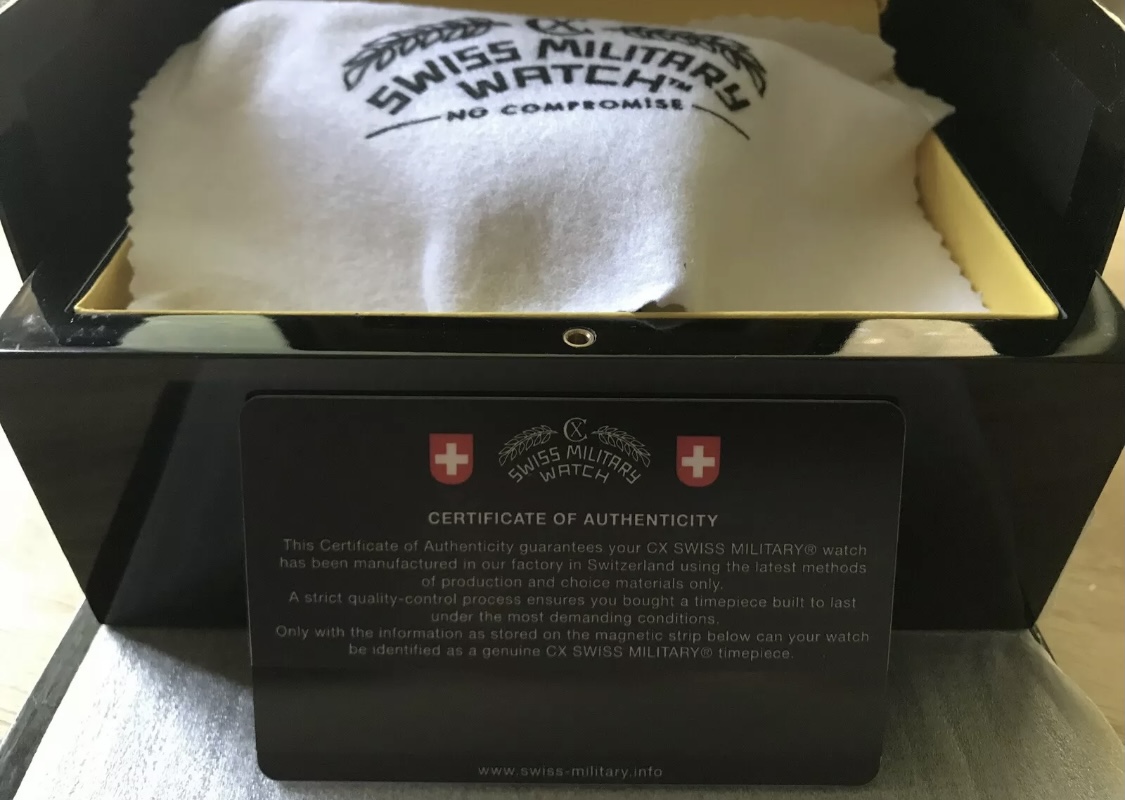 CX
SWISS MILITARY
WATCH™
NO COMPROMISE
CX
SWISS MILITARY
WATCH
CERTIFICATE OF AUTHENTICITY
This Certificate of Authenticity guarantees your CX SWISS MILITARY® watch
has been manufactured in our factory in Switzerland using the latest methods
of production and choice materials only.
A strict quality-control process ensures you bought a timepiece built to last
under the most demanding conditions.
Only with the information as stored on the magnetic strip below can your watch
be identified as a genuine CX SWISS MILITARY® timepiece.
www.swiss-military.info